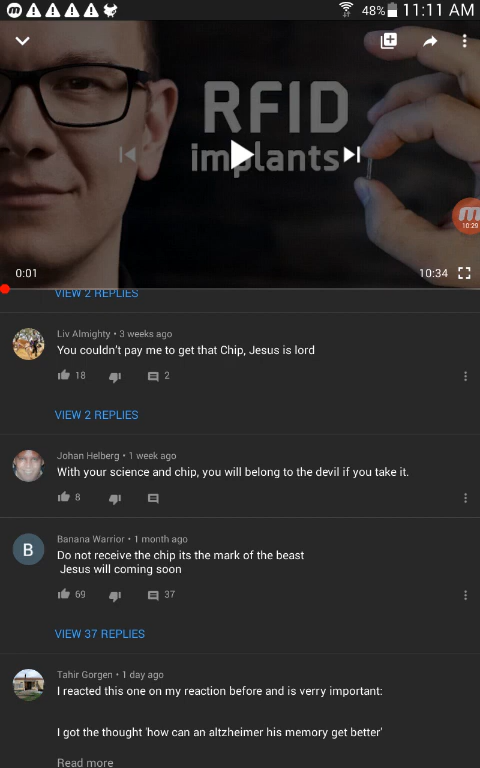 48% 11:11 AM
RFID
implants
10:29
0:01 10:34
VIEW 2 REPLIES
Liv Almighty • 3 weeks ago
You couldn't pay me to get that Chip, Jesus is lord
18 2
VIEW 2 REPLIES
Johan Helberg • 1 week ago
With your science and chip, you will belong to the devil if you take it.
8
B
Banana Warrior • 1 month ago
Do not receive the chip its the mark of the beast
Jesus will coming soon
69 37
VIEW 37 REPLIES
Tahir Gorgen • 1 day ago
I reacted this one on my reaction before and is verry important:
I got the thought 'how can an altzheimer his memory get better'
Read more